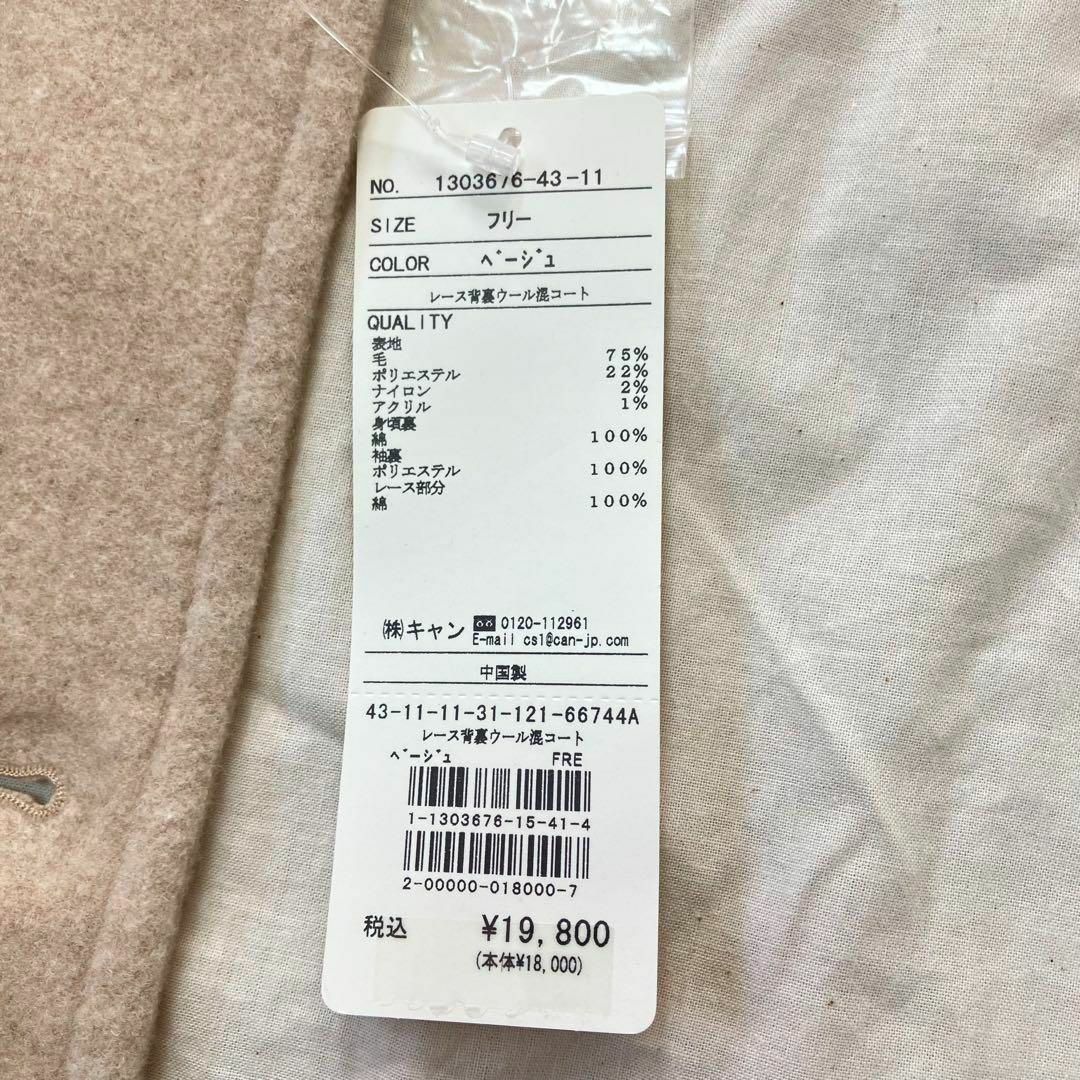 NO. 1303676-43-11
SIZE フリー
COLOR ベージュ
レース背裏ウール混コート
QUALITY
表地
毛 75%
ポリエステル 22%
ナイロン 2%
アクリル 1%
身頃裏
綿 100%
袖裏
ポリエステル 100%
レース部分
綿 100%
㈱キャン 0120-112961
E-mail cs1@can-jp.com
中国製
43-11-11-31-121-66744A
レース背裏ウール混コート
ベージュ FRE
1-1303676-15-41-4
2-00000-018000-7
税込 ¥19,800
(本体¥18,000)